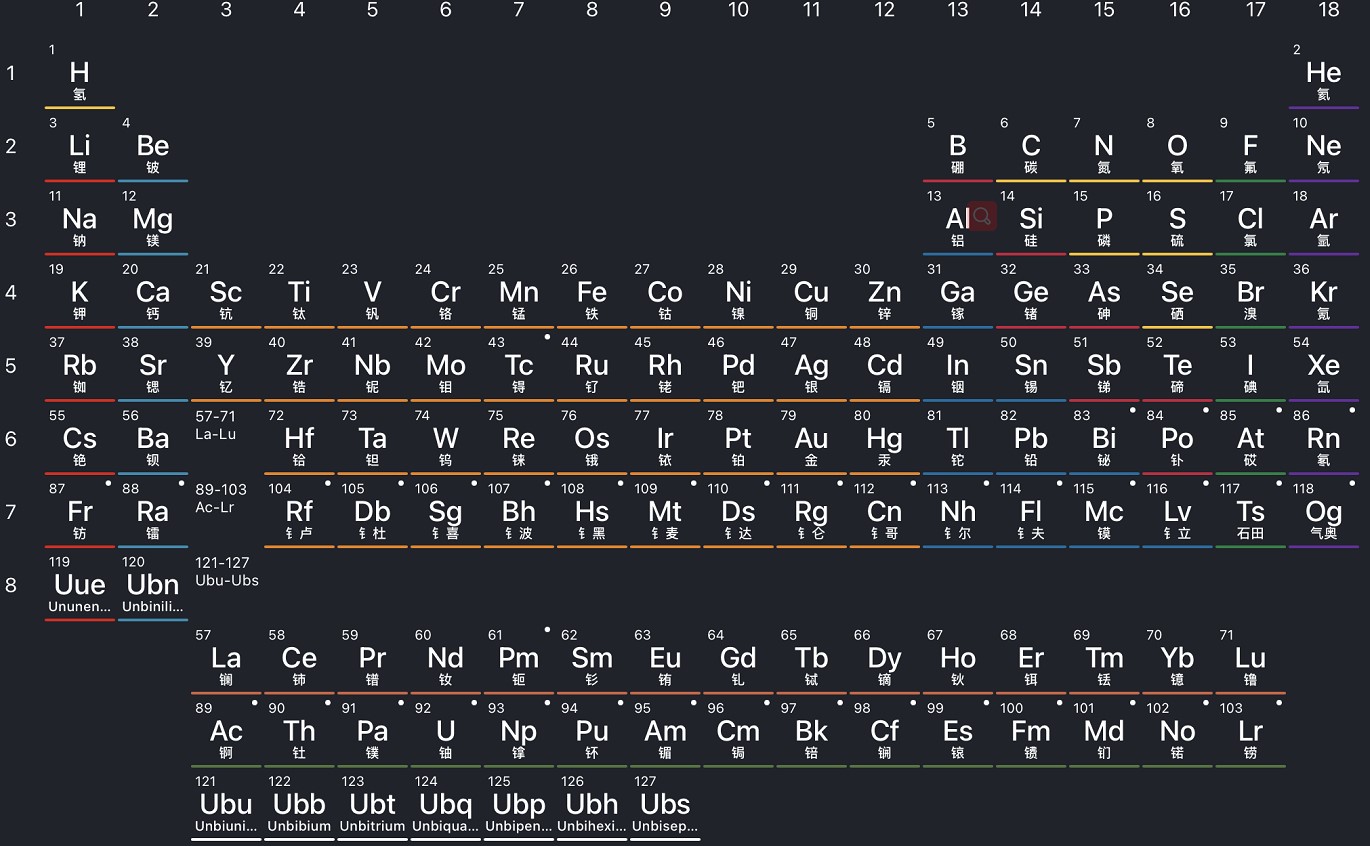 1 2 3 4 5 6 7 8 9 10 11 12 13 14 15 16 17 18
1 2
1 H He
氢 氦
3 4 5 6 7 8 9 10
2 Li Be B C N O F Ne
锂 铍 硼 碳 氮 氧 氟 氖
11 12 13 14 15 16 17 18
3 Na Mg Al Si P S Cl Ar
钠 镁 铝 硅 磷 硫 氯 氩
19 20 21 22 23 24 25 26 27 28 29 30 31 32 33 34 35 36
4 K Ca Sc Ti V Cr Mn Fe Co Ni Cu Zn Ga Ge As Se Br Kr
钾 钙 钪 钛 钒 铬 锰 铁 钴 镍 铜 锌 镓 锗 砷 硒 溴 氪
37 38 39 40 41 42 43 44 45 46 47 48 49 50 51 52 53 54
5 Rb Sr Y Zr Nb Mo Tc Ru Rh Pd Ag Cd In Sn Sb Te I Xe
铷 锶 钇 锆 铌 钼 锝 钌 铑 钯 银 镉 铟 锡 锑 碲 碘 氙
55 56 57-71 72 73 74 75 76 77 78 79 80 81 82 83 84 85 86
6 Cs Ba La-Lu Hf Ta W Re Os Ir Pt Au Hg Tl Pb Bi Po At Rn
铯 钡 铪 钽 钨 铼 锇 铱 铂 金 汞 铊 铅 铋 钋 砹 氡
87 88 89-103 104 105 106 107 108 109 110 111 112 113 114 115 116 117 118
7 Fr Ra Ac-Lr Rf Db Sg Bh Hs Mt Ds Rg Cn Nh Fl Mc Lv Ts Og
钫 镭 钅卢 钅杜 钅喜 钅波 钅黑 钅麦 钅达 钅仑 钅哥 钅尔 钅夫 镆 钅立 石田 气奥
119 120 121-127
8 Uue Ubn Ubu-Ubs
Ununen... Unbinili...
57 58 59 60 61 62 63 64 65 66 67 68 69 70 71
La Ce Pr Nd Pm Sm Eu Gd Tb Dy Ho Er Tm Yb Lu
镧 铈 镨 钕 钷 钐 铕 钆 铽 镝 钬 铒 铥 镱 镥
89 90 91 92 93 94 95 96 97 98 99 100 101 102 103
Ac Th Pa U Np Pu Am Cm Bk Cf Es Fm Md No Lr
锕 钍 镤 铀 镎 钚 镅 锔 锫 锎 锿 镄 钔 锘 铹
121 122 123 124 125 126 127
Ubu Ubb Ubt Ubq Ubp Ubh Ubs
Unbiuni... Unbibium Unbitrium Unbiqua... Unbipen... Unbihexi... Unbisep...